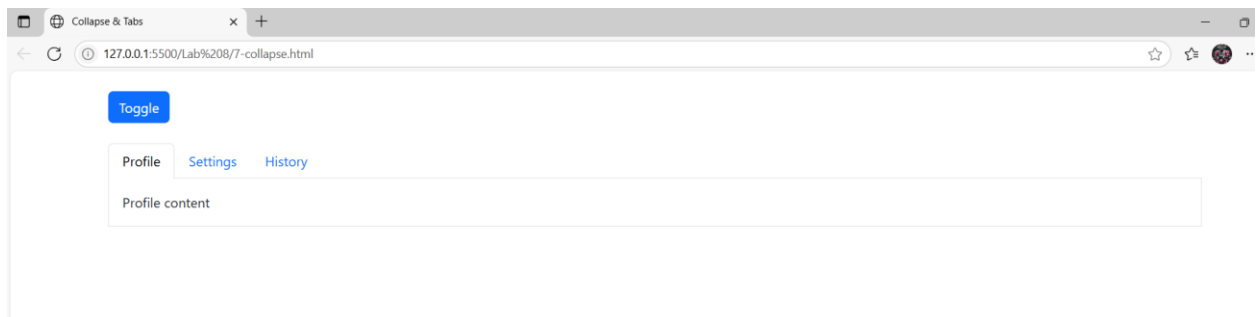 Collapse & Tabs
127.0.0.1:5500/Lab%208/7-collapse.html
Toggle
Profile Settings History
Profile content